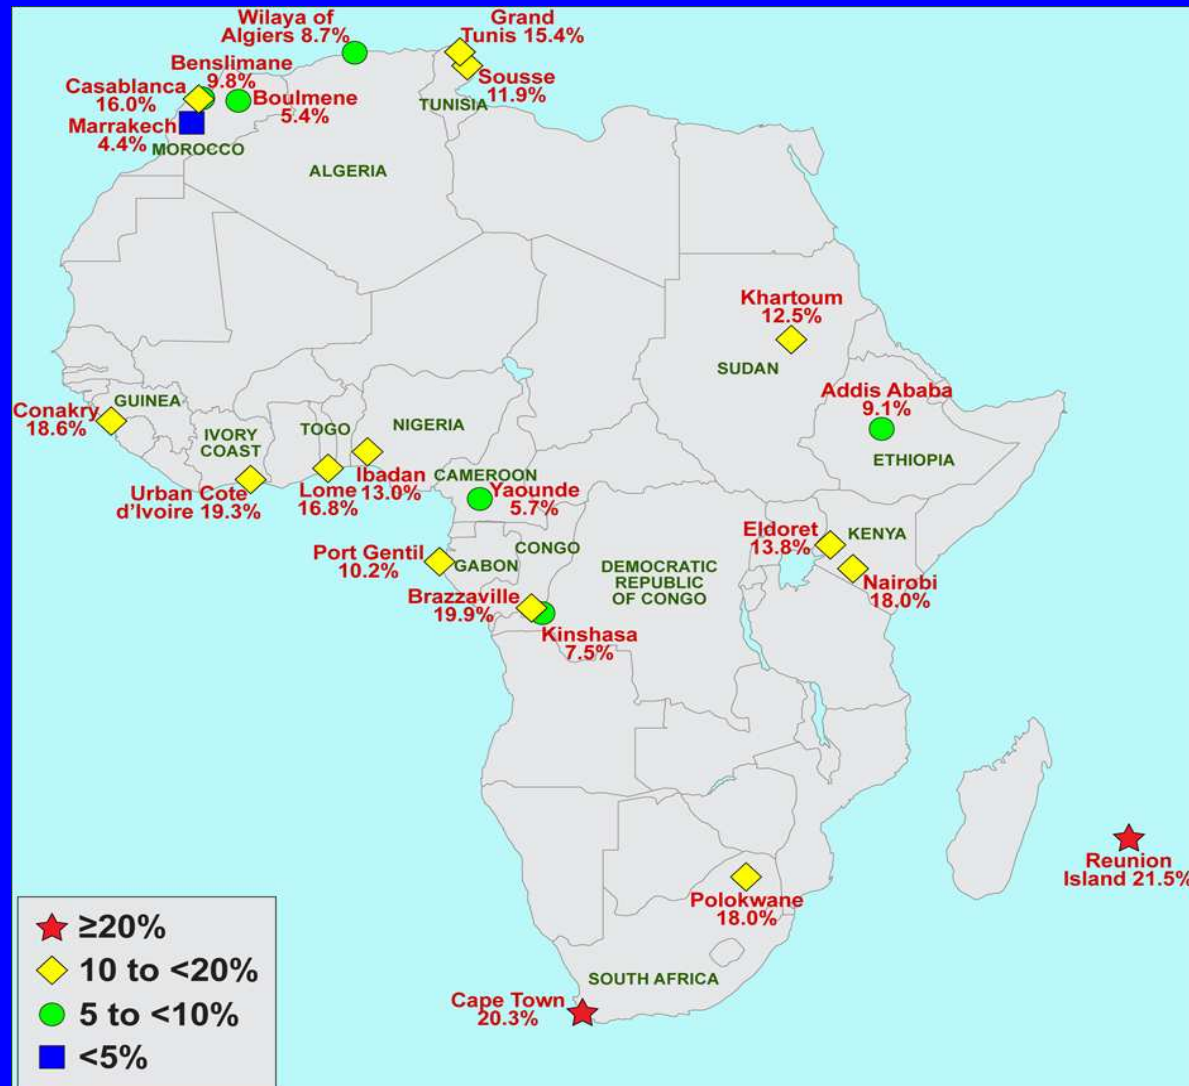 Wilaya of
Algiers 8.7%
Grand
Tunis 15.4%
Benslimane
9.8%
Casablanca
16.0%
Boulmene
5.4%
Sousse
11.9%
TUNISIA
Marrakech
4.4%
MOROCCO
ALGERIA
Khartoum
12.5%
SUDAN
Addis Ababa
9.1%
ETHIOPIA
Conakry
18.6%
GUINEA
IVORY
COAST
TOGO
NIGERIA
Urban Cote
d'Ivoire 19.3%
Lome
16.8%
Ibadan
13.0%
CAMEROON
Yaounde
5.7%
Eldoret
13.8%
KENYA
Nairobi
18.0%
Port Gentil
10.2%
GABON
CONGO
DEMOCRATIC
REPUBLIC
OF CONGO
Brazzaville
19.9%
Kinshasa
7.5%
Reunion
Island 21.5%
Polokwane
18.0%
SOUTH AFRICA
Cape Town
20.3%
≥20%
10 to <20%
5 to <10%
<5%